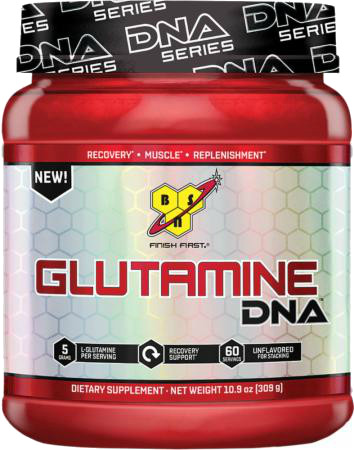 DNA SERIES
DNA SERIES
RECOVERY* • MUSCLE* • REPLENISHMENT*
NEW!
BSN
FINISH FIRST.®
GLUTAMINE
DNA™
5 GRAMS
L-GLUTAMINE PER SERVING
RECOVERY SUPPORT*
60 SERVINGS
UNFLAVORED FOR STACKING
DIETARY SUPPLEMENT • NET WEIGHT 10.9 OZ (309 g)